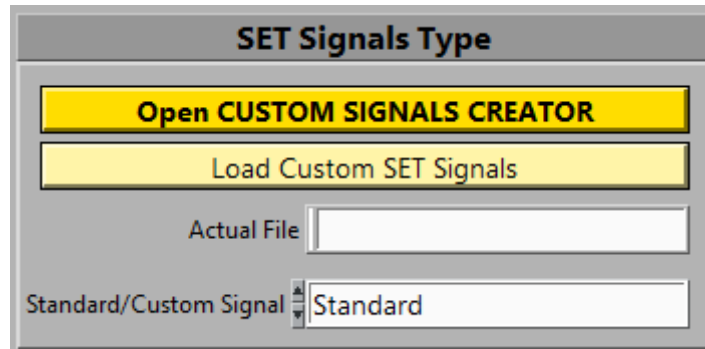 SET Signals Type
Open CUSTOM SIGNALS CREATOR
Load Custom SET Signals
Actual File
Standard/Custom Signal Standard